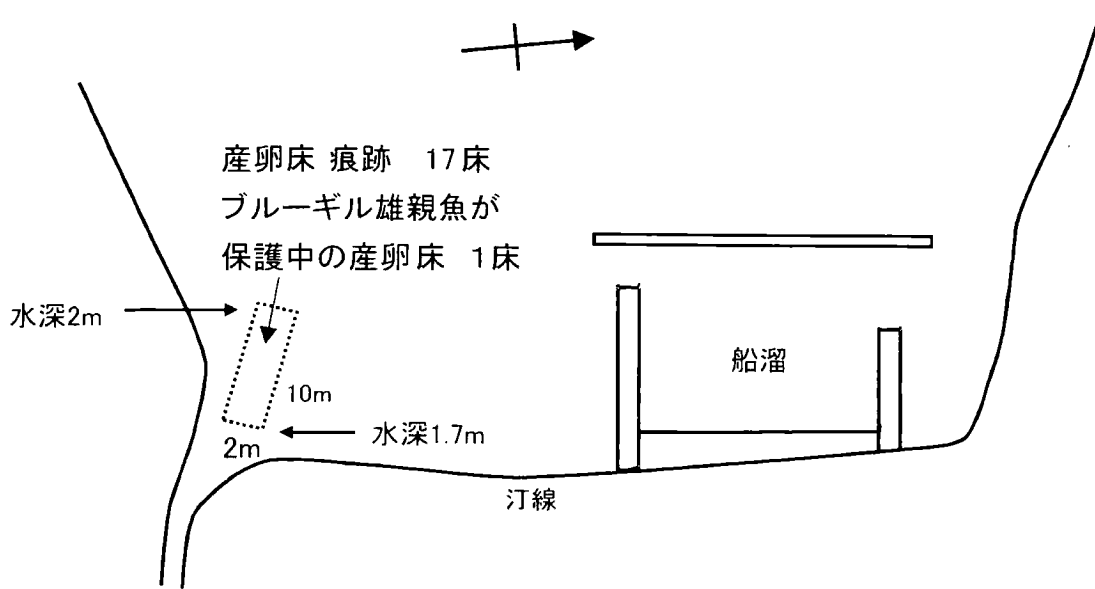 産卵床 痕跡 17床
ブルーギル雄親魚が
保護中の産卵床 1床
水深2m
10m
水深1.7m
2m
船溜
汀線